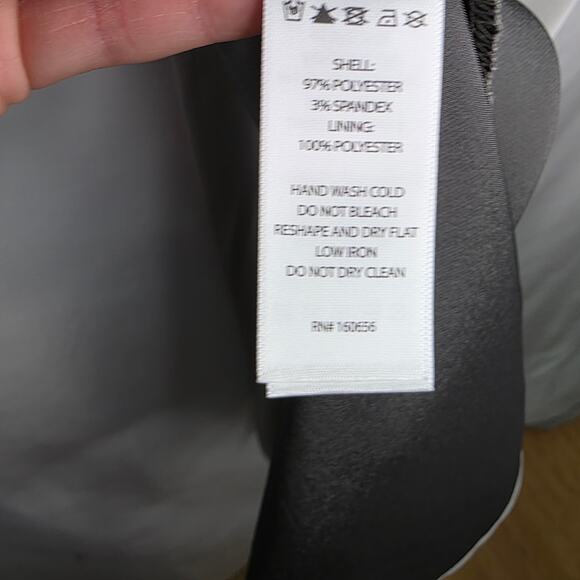 SHELL:
97% POLYESTER
3% SPANDEX
LINING:
100% POLYESTER
HAND WASH COLD
DO NOT BLEACH
RESHAPE AND DRY FLAT
LOW IRON
DO NOT DRY CLEAN
RN# 160656